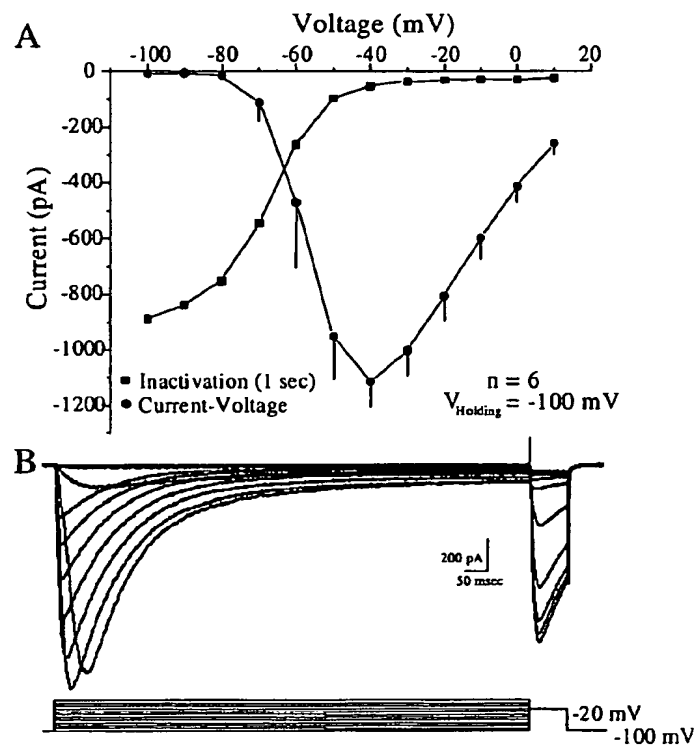 A
Voltage (mV)
-100 -80 -60 -40 -20 0 20
0
-200
-400
-600
-800
-1000
-1200
Current (pA)
Inactivation (1 sec)
Current-Voltage
n = 6
VHolding = -100 mV
B
200 pA
50 msec
-20 mV
-100 mV